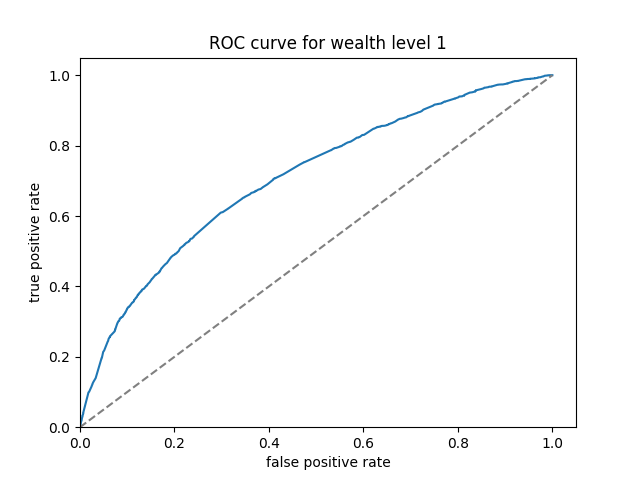 ROC curve for wealth level 1
true positive rate
1.0
0.8
0.6
0.4
0.2
0.0
0.0 0.2 0.4 0.6 0.8 1.0
false positive rate